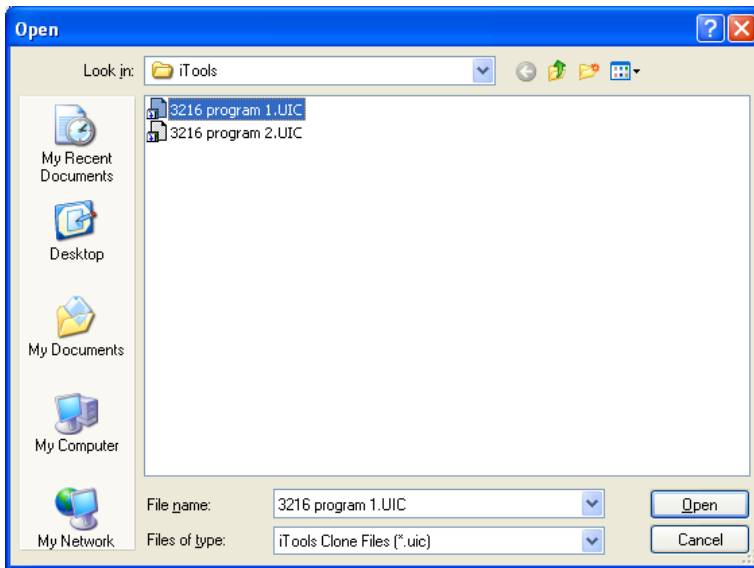 Open
Look in: iTools
3216 program 1.UIC
3216 program 2.UIC
My Recent
Documents
Desktop
My Documents
My Computer
My Network
File name: 3216 program 1.UIC Open
Files of type: iTools Clone Files (*.uic) Cancel